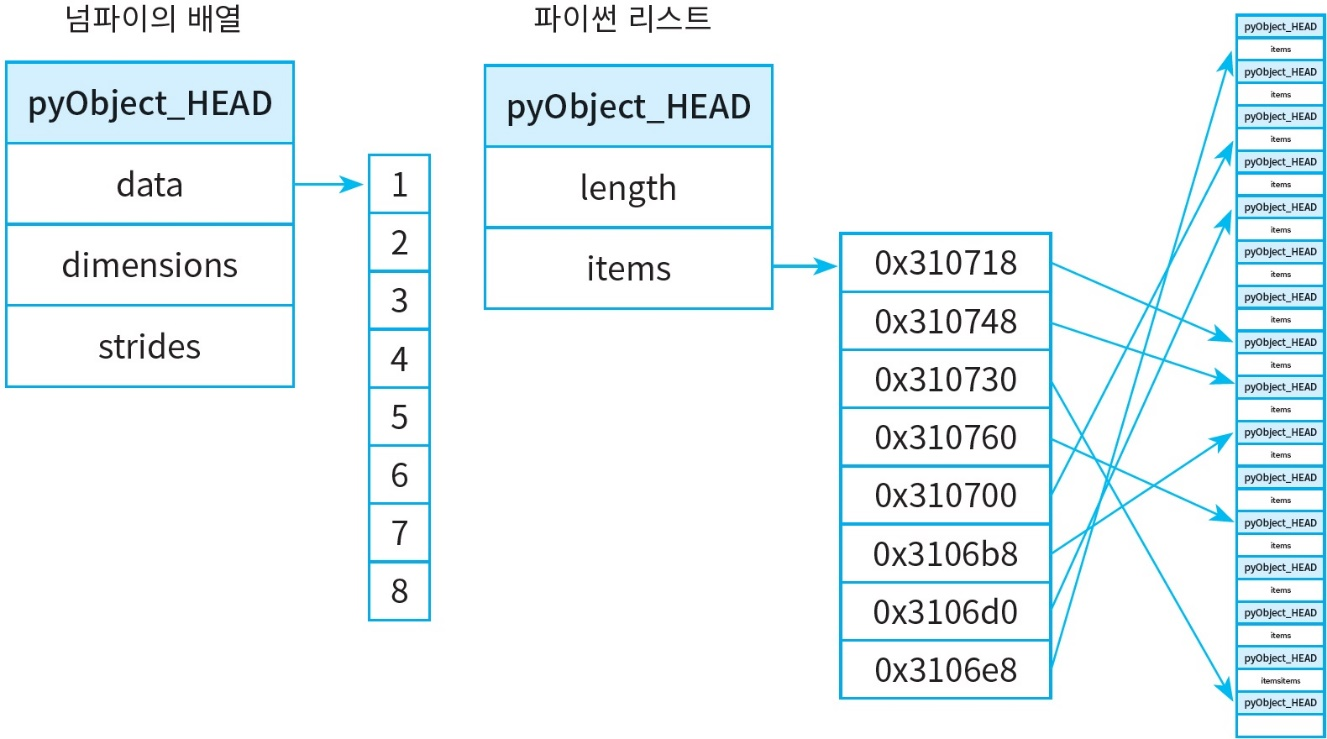 넘파이의 배열
pyObject_HEAD
data
dimensions
strides
1
2
3
4
5
6
7
8
파이썬 리스트
pyObject_HEAD
length
items
0x310718
0x310748
0x310730
0x310760
0x310700
0x3106b8
0x3106d0
0x3106e8
pyObject_HEAD
items
pyObject_HEAD
items
pyObject_HEAD
items
pyObject_HEAD
items
pyObject_HEAD
items
pyObject_HEAD
items
pyObject_HEAD
items
pyObject_HEAD
items
pyObject_HEAD
items
pyObject_HEAD
items
pyObject_HEAD
items
pyObject_HEAD
items
pyObject_HEAD
items
pyObject_HEAD
items
pyObject_HEAD
itemsitems
pyObject_HEAD